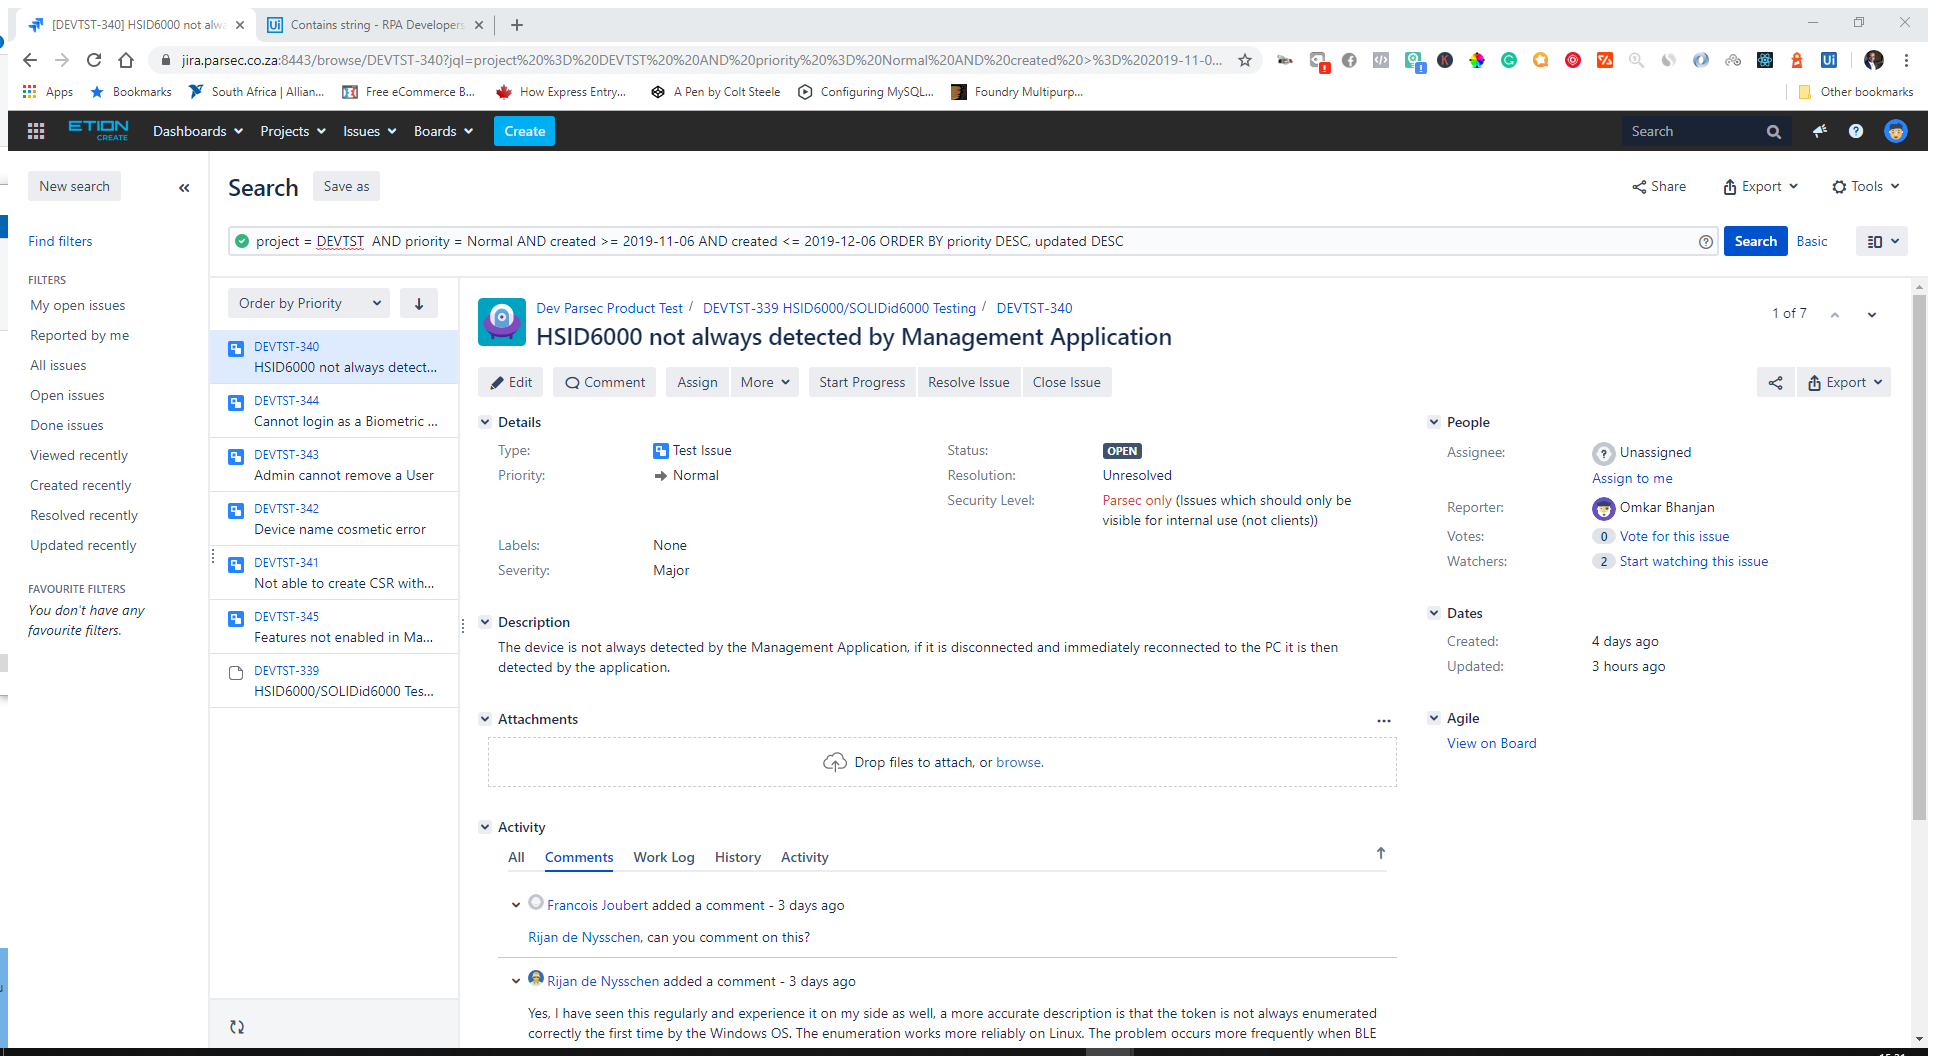 [DEVTST-340] HSID6000 not alwa
Contains string - RPA Developers
jira.parsec.co.za:8443/browse/DEVTST-340?jql=project%20%3D%20DEVTST%20%20AND%20priority%20%3D%20Normal%20AND%20created%20>%3D%202019-11-0...
Apps
Bookmarks
South Africa | Allian...
Free eCommerce B...
How Express Entry...
A Pen by Colt Steele
Configuring MySQL...
Foundry Multipurp...
Other bookmarks
ETION CREATE
Dashboards
Projects
Issues
Boards
Create
Search
New search
Search
Save as
Share
Export
Tools
Find filters
project = DEVTST  AND priority = Normal AND created >= 2019-11-06 AND created <= 2019-12-06 ORDER BY priority DESC, updated DESC
Search
Basic
FILTERS
My open issues
Reported by me
All issues
Open issues
Done issues
Viewed recently
Created recently
Resolved recently
Updated recently
FAVOURITE FILTERS
You don't have any
favourite filters.
Order by Priority
DEVTST-340
HSID6000 not always detect...
DEVTST-344
Cannot login as a Biometric ...
DEVTST-343
Admin cannot remove a User
DEVTST-342
Device name cosmetic error
DEVTST-341
Not able to create CSR with...
DEVTST-345
Features not enabled in Ma...
DEVTST-339
HSID6000/SOLIDid6000 Tes...
Dev Parsec Product Test / DEVTST-339 HSID6000/SOLIDid6000 Testing / DEVTST-340
1 of 7
HSID6000 not always detected by Management Application
Edit
Comment
Assign
More
Start Progress
Resolve Issue
Close Issue
Export
Details
Type: Test Issue
Status: OPEN
Priority: Normal
Resolution: Unresolved
Security Level: Parsec only (Issues which should only be
visible for internal use (not clients))
Labels: None
Severity: Major
People
Assignee: Unassigned
Assign to me
Reporter: Omkar Bhanjan
Votes: 0 Vote for this issue
Watchers: 2 Start watching this issue
Description
The device is not always detected by the Management Application, if it is disconnected and immediately reconnected to the PC it is then
detected by the application.
Dates
Created: 4 days ago
Updated: 3 hours ago
Attachments
Drop files to attach, or browse.
Agile
View on Board
Activity
All
Comments
Work Log
History
Activity
Francois Joubert added a comment - 3 days ago
Rijan de Nysschen, can you comment on this?
Rijan de Nysschen added a comment - 3 days ago
Yes, I have seen this regularly and experience it on my side as well, a more accurate description is that the token is not always enumerated
correctly the first time by the Windows OS. The enumeration works more reliably on Linux. The problem occurs more frequently when BLE